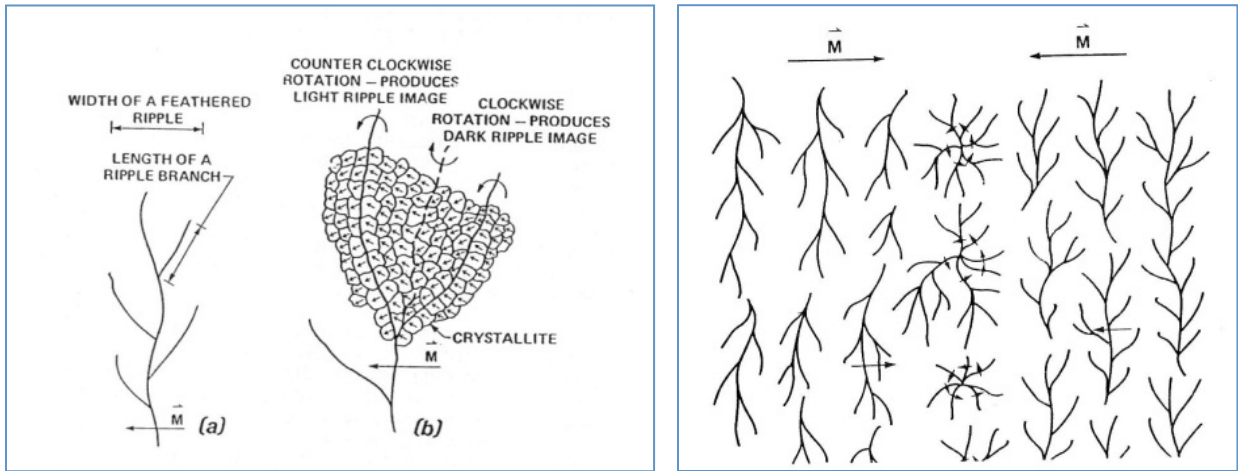 COUNTER CLOCKWISE
ROTATION – PRODUCES
LIGHT RIPPLE IMAGE
CLOCKWISE
ROTATION – PRODUCES
DARK RIPPLE IMAGE
WIDTH OF A FEATHERED
RIPPLE
LENGTH OF A
RIPPLE BRANCH
CRYSTALLITE
M
M
(a)
(b)
M
M